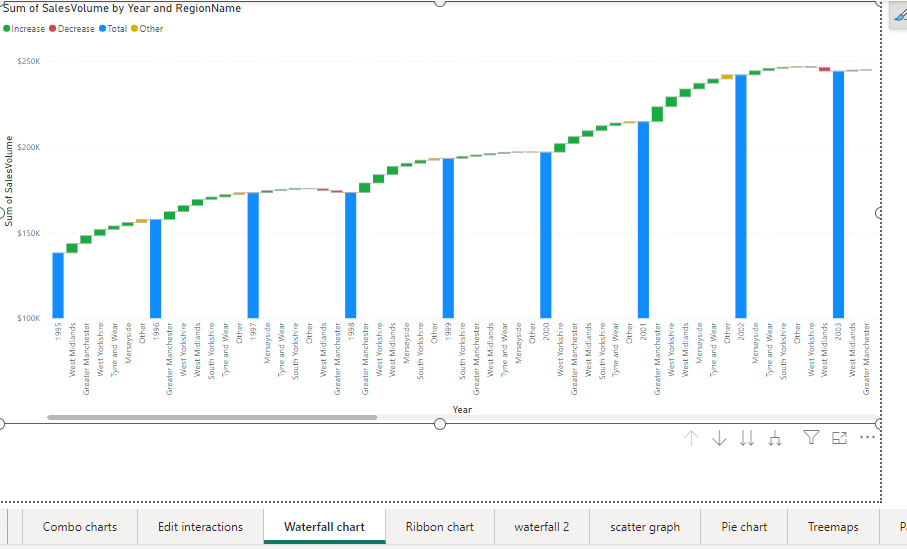 Sum of SalesVolume by Year and RegionName
Increase Decrease Total Other
$250K
$200K
$150K
$100K
Sum of SalesVolume
1995
West Midlands
Greater Manchester
West Yorkshire
Tyne and Wear
Merseyside
Other
1996
Greater Manchester
West Yorkshire
West Midlands
South Yorkshire
Tyne and Wear
Other
1997
Merseyside
Tyne and Wear
South Yorkshire
Other
West Midlands
Greater Manchester
1998
Greater Manchester
West Yorkshire
West Midlands
Merseyside
South Yorkshire
Other
1999
South Yorkshire
Greater Manchester
West Midlands
Tyne and Wear
Merseyside
Other
2000
West Yorkshire
Greater Manchester
West Midlands
South Yorkshire
Tyne and Wear
Other
2001
Greater Manchester
West Yorkshire
West Midlands
Merseyside
Tyne and Wear
Other
2002
Merseyside
Tyne and Wear
South Yorkshire
Other
West Yorkshire
West Midlands
2003
West Midlands
Greater Manchester
Year
Combo charts Edit interactions Waterfall chart Ribbon chart waterfall 2 scatter graph Pie chart Treemaps